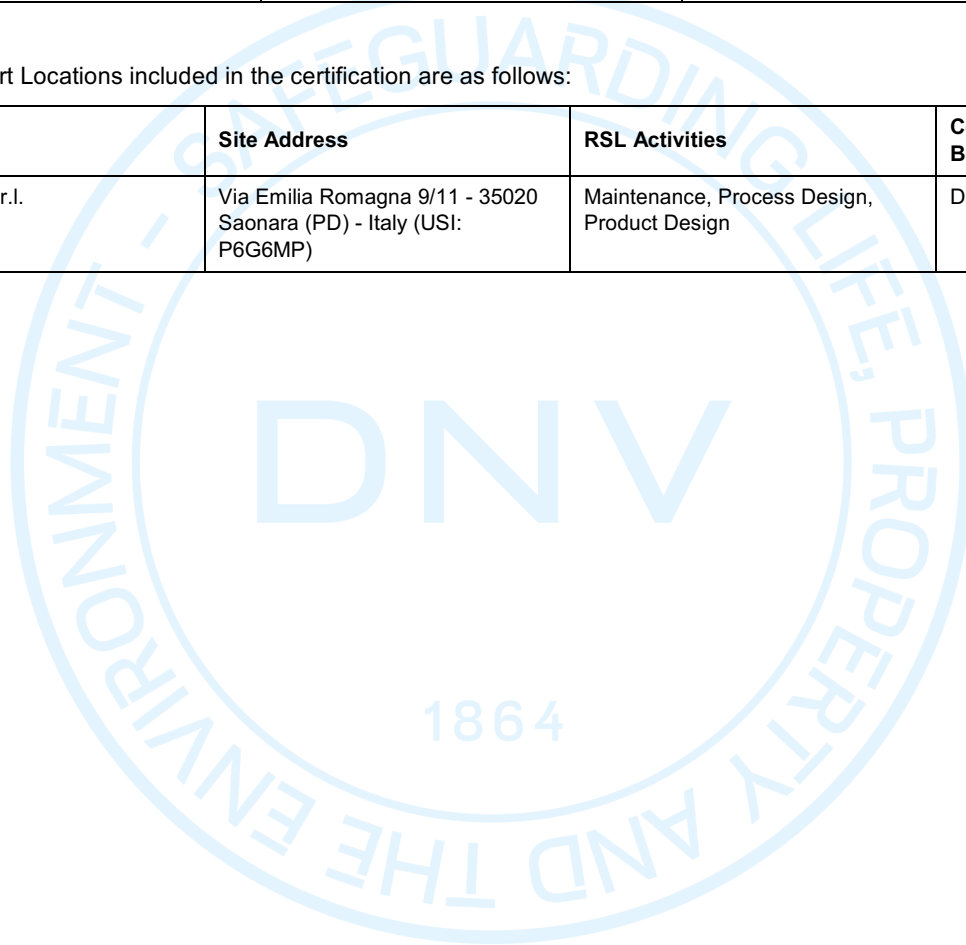 rt Locations included in the certification are as follows:
Site Address
RSL Activities
C
B
r.l.
Via Emilia Romagna 9/11 - 35020
Saonara (PD) - Italy (USI:
P6G6MP)
Maintenance, Process Design,
Product Design
D
SAFEGUARDING LIFE, PROPERTY AND THE ENVIRONMENT -
DNV
1864